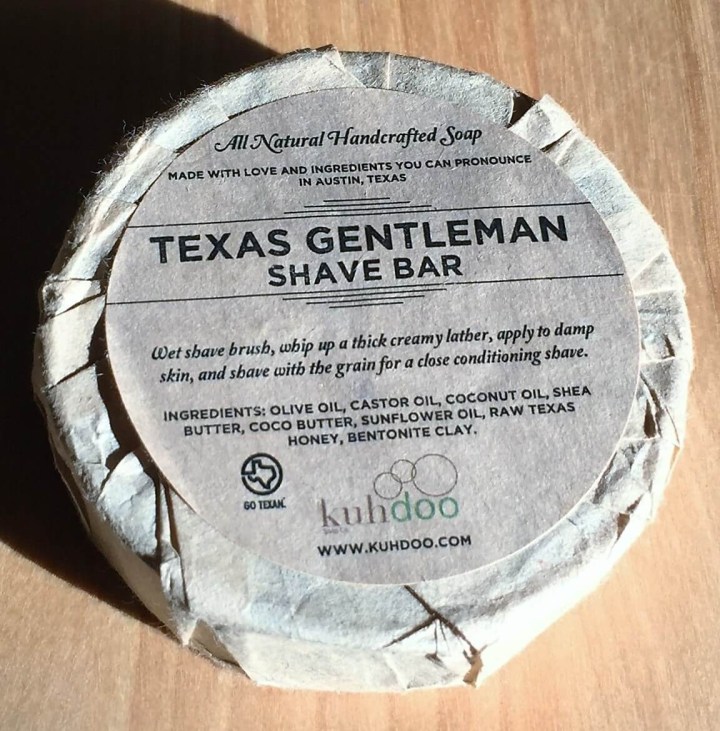 All Natural Handcrafted Soap
MADE WITH LOVE AND INGREDIENTS YOU CAN PRONOUNCE
IN AUSTIN, TEXAS
TEXAS GENTLEMAN
SHAVE BAR
Wet shave brush, whip up a thick creamy lather, apply to damp
skin, and shave with the grain for a close conditioning shave.
INGREDIENTS: OLIVE OIL, CASTOR OIL, COCONUT OIL, SHEA
BUTTER, COCO BUTTER, SUNFLOWER OIL, RAW TEXAS
HONEY, BENTONITE CLAY.
GO TEXAN.
kuhdoo
WWW.KUHDOO.COM